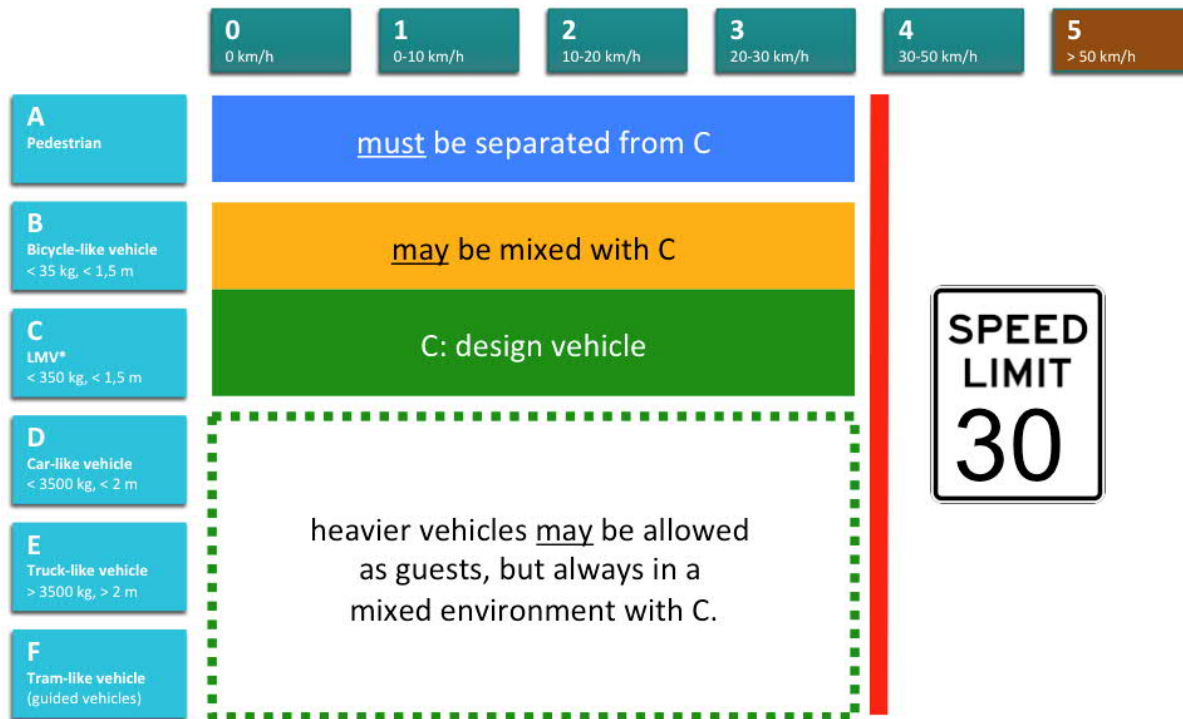 0
0 km/h
1
0-10 km/h
2
10-20 km/h
3
20-30 km/h
4
30-50 km/h
5
> 50 km/h
A
Pedestrian
must be separated from C
B
Bicycle-like vehicle
< 35 kg, < 1,5 m
may be mixed with C
C
LMV*
< 350 kg, < 1,5 m
C: design vehicle
SPEED
LIMIT
30
D
Car-like vehicle
< 3500 kg, < 2 m
E
Truck-like vehicle
> 3500 kg, > 2 m
F
Tram-like vehicle
(guided vehicles)
heavier vehicles may be allowed
as guests, but always in a
mixed environment with C.